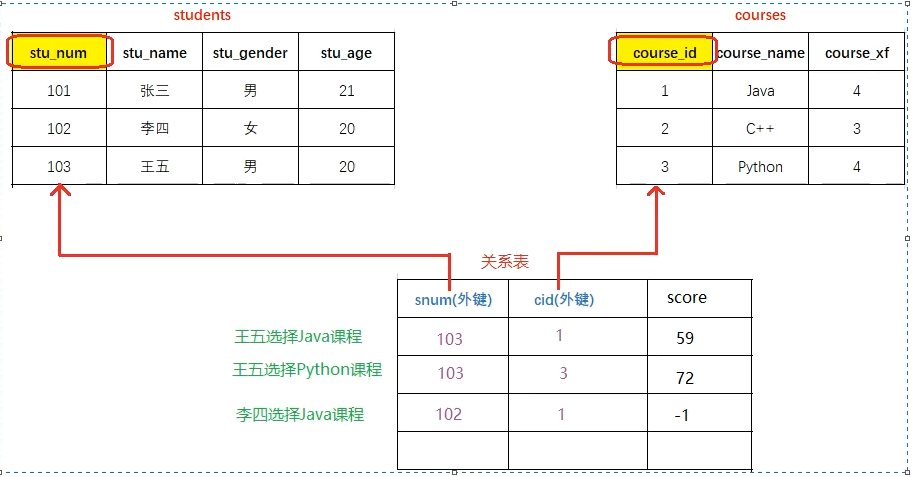 students courses
stu_num stu_name stu_gender stu_age course_id course_name course_xf
101 张三 男 21 1 Java 4
102 李四 女 20 2 C++ 3
103 王五 男 20 3 Python 4
关系表
snum(外键) cid(外键) score
王五选择Java课程 103 1 59
王五选择Python课程 103 3 72
李四选择Java课程 102 1 -1